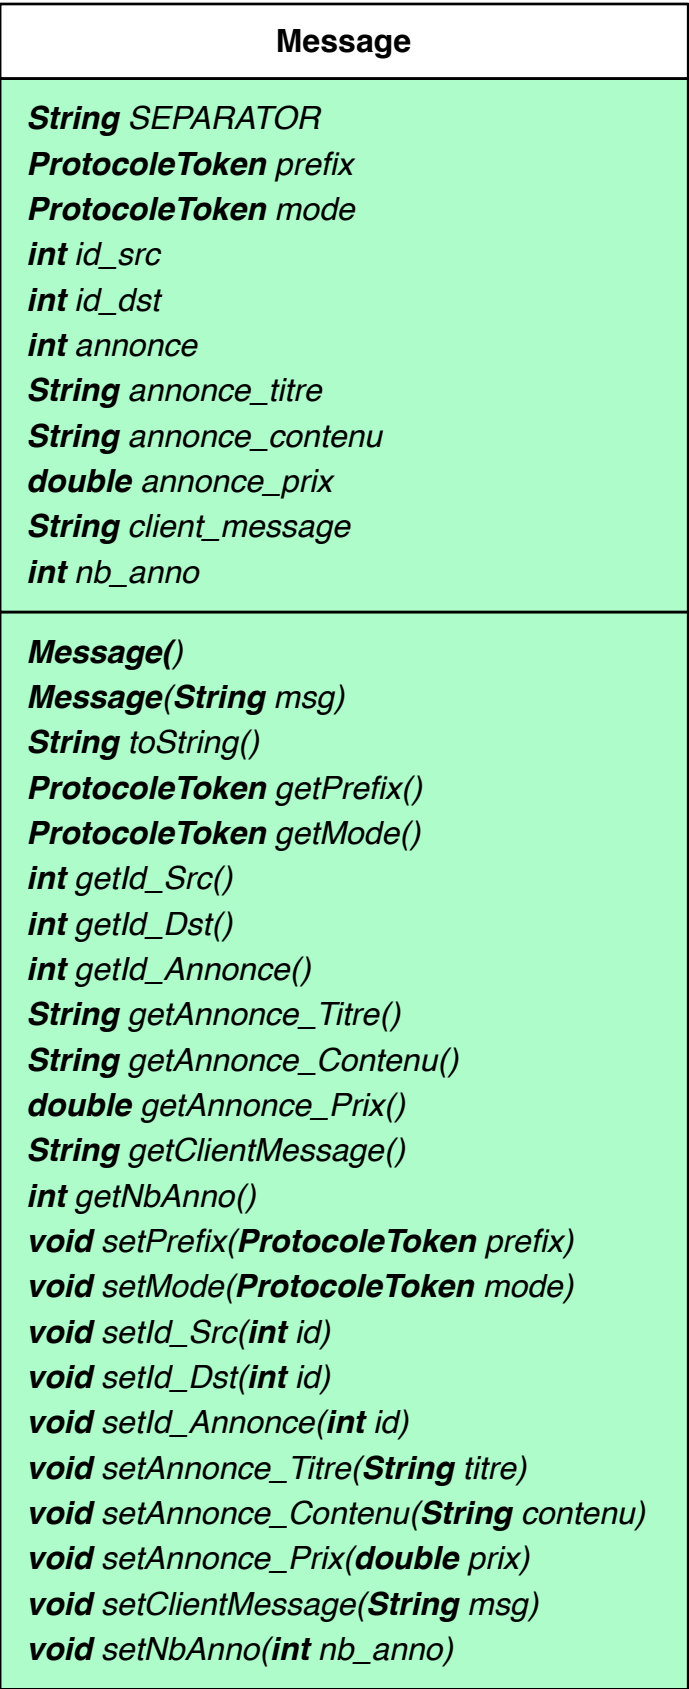 Message
String SEPARATOR
ProtocoleToken prefix
ProtocoleToken mode
int id_src
int id_dst
int annonce
String annonce_titre
String annonce_contenu
double annonce_prix
String client_message
int nb_anno
Message()
Message(String msg)
String toString()
ProtocoleToken getPrefix()
ProtocoleToken getMode()
int getId_Src()
int getId_Dst()
int getId_Annonce()
String getAnnonce_Titre()
String getAnnonce_Contenu()
double getAnnonce_Prix()
String getClientMessage()
int getNbAnno()
void setPrefix(ProtocoleToken prefix)
void setMode(ProtocoleToken mode)
void setId_Src(int id)
void setId_Dst(int id)
void setId_Annonce(int id)
void setAnnonce_Titre(String titre)
void setAnnonce_Contenu(String contenu)
void setAnnonce_Prix(double prix)
void setClientMessage(String msg)
void setNbAnno(int nb_anno)